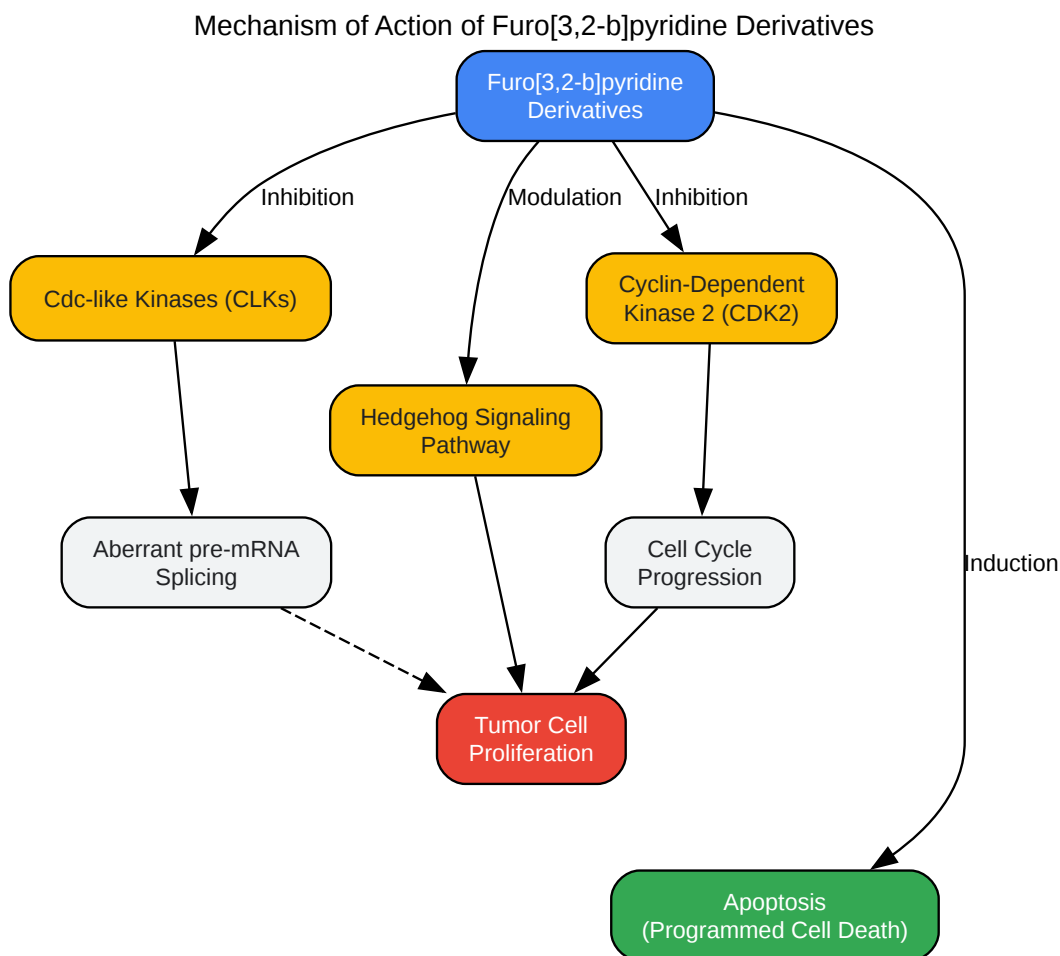 Mechanism of Action of Furo[3,2-b]pyridine Derivatives
Furo[3,2-b]pyridine
Derivatives
Inhibition
Modulation
Inhibition
Cdc-like Kinases (CLKs)
Cyclin-Dependent
Kinase 2 (CDK2)
Hedgehog Signaling
Pathway
Aberrant pre-mRNA
Splicing
Cell Cycle
Progression
Induction
Tumor Cell
Proliferation
Apoptosis
(Programmed Cell Death)